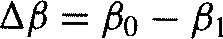 Δβ = β₀ − β₁